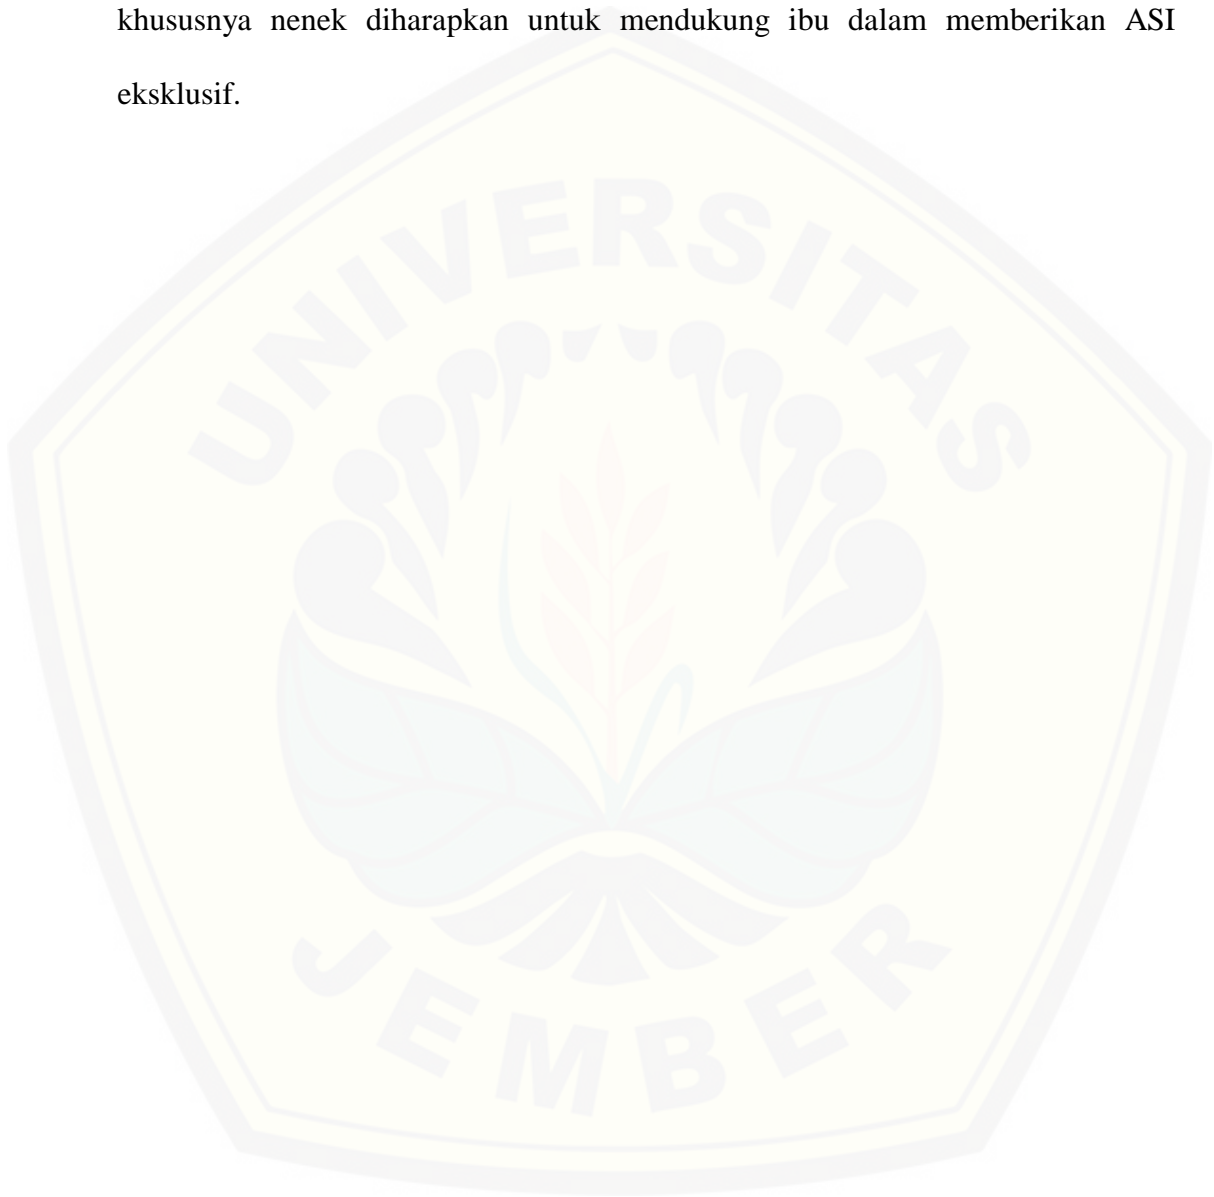 khususnya nenek diharapkan untuk mendukung ibu dalam memberikan ASI
eksklusif.
UNIVERSITAS
JEMBER